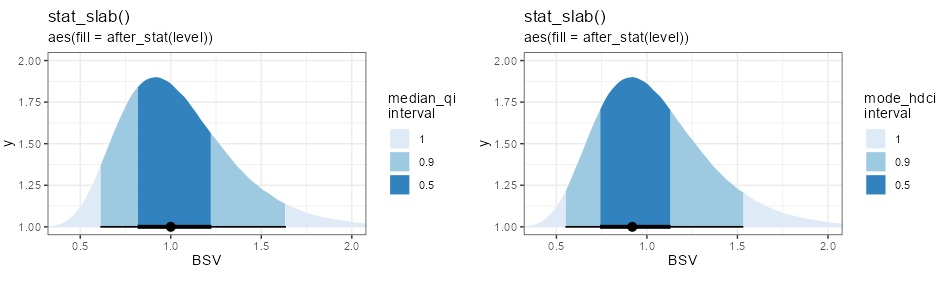 stat_slab()
aes(fill = after_stat(level))
2.00
1.75
1.50
1.25
1.00
y
0.5 1.0 1.5 2.0
BSV
median_qi
interval
1
0.9
0.5
stat_slab()
aes(fill = after_stat(level))
2.00
1.75
1.50
1.25
1.00
y
0.5 1.0 1.5 2.0
BSV
mode_hdci
interval
1
0.9
0.5